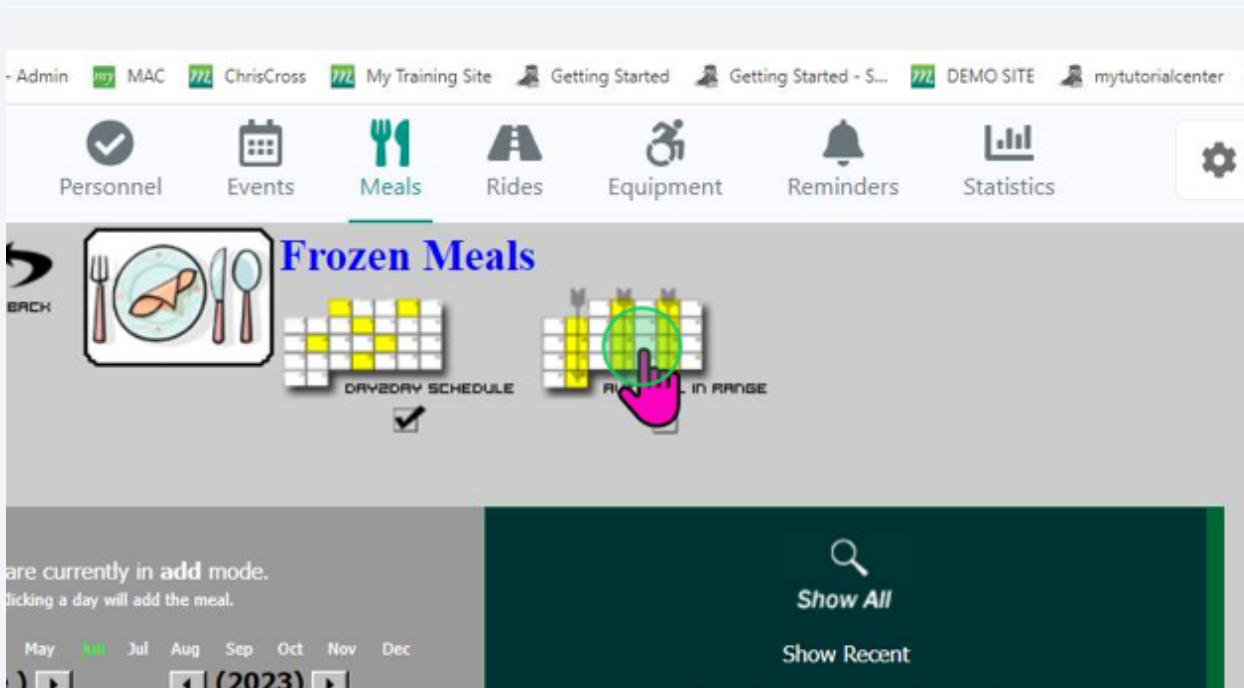 - Admin my MAC m ChrisCross m My Training Site Getting Started Getting Started - S... m DEMO SITE mytutorialcenter
Personnel Events Meals Rides Equipment Reminders Statistics
BACK
Frozen Meals
DAY2DAY SCHEDULE
IN RANGE
are currently in add mode.
licking a day will add the meal.
May Jun Jul Aug Sep Oct Nov Dec
(2023)
Show All
Show Recent